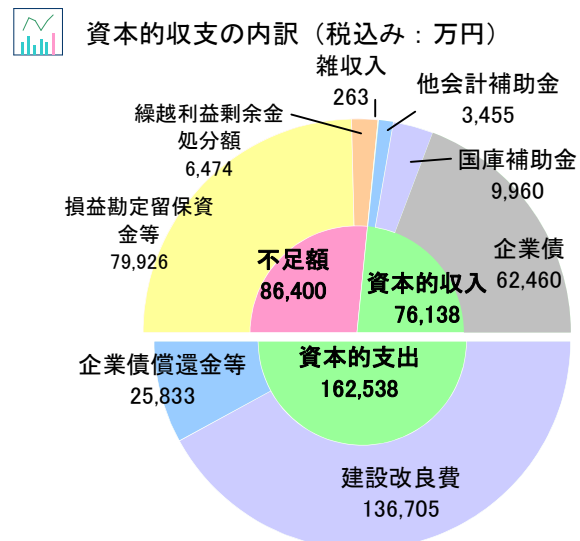 資本的収支の内訳（税込み：万円）
雑収入
263
他会計補助金
3,455
繰越利益剰余金
処分額
6,474
国庫補助金
9,960
損益勘定留保資
金等
79,926
企業債
62,460
不足額
86,400
資本的収入
76,138
企業債償還金等
25,833
資本的支出
162,538
建設改良費
136,705